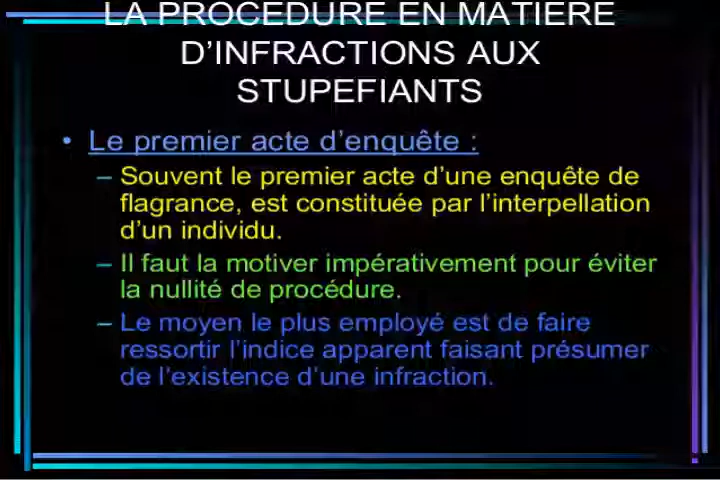 LA PROCEDURE EN MATIERE
D’INFRACTIONS AUX
STUPEFIANTS
• Le premier acte d’enquête :
– Souvent le premier acte d’une enquête de
flagrance, est constituée par l’interpellation
d’un individu.
– Il faut la motiver impérativement pour éviter
la nullité de procédure.
– Le moyen le plus employé est de faire
ressortir l’indice apparent faisant présumer
de l’existence d’une infraction.